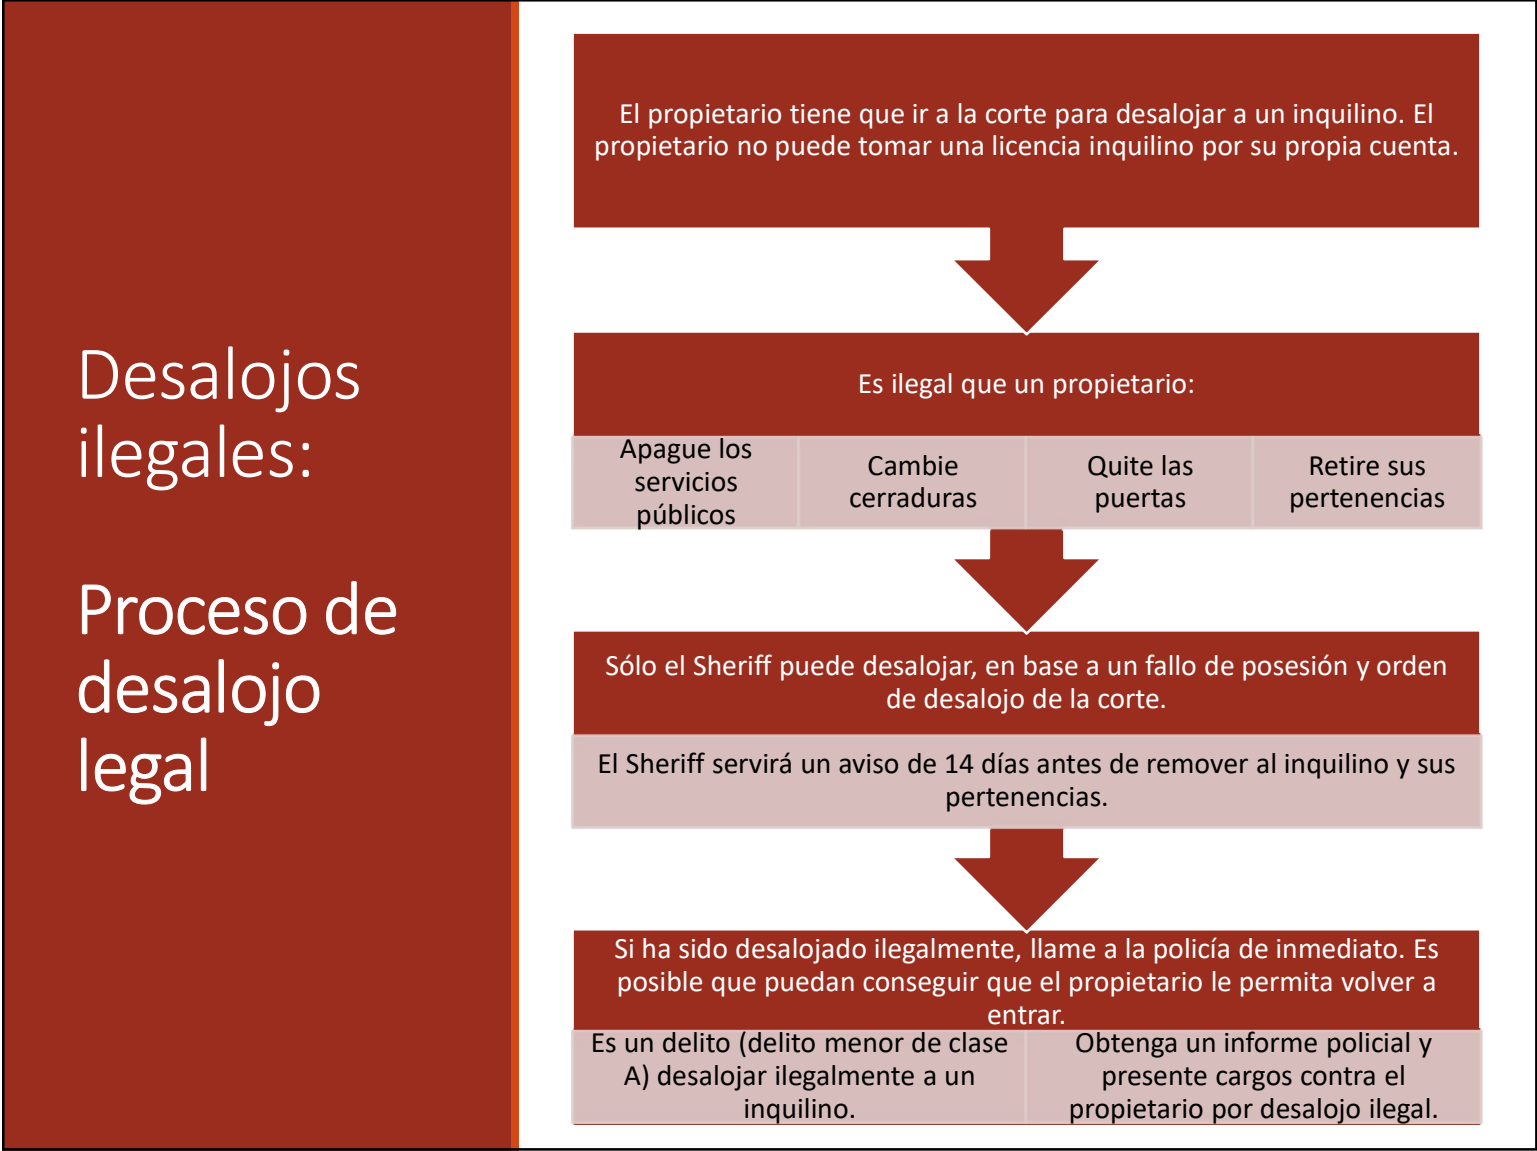 Desalojos
ilegales:
Proceso de
desalojo
legal
El propietario tiene que ir a la corte para desalojar a un inquilino. El
propietario no puede tomar una licencia inquilino por su propia cuenta.
Es ilegal que un propietario:
Apague los
servicios
públicos
Cambie
cerraduras
Quite las
puertas
Retire sus
pertenencias
Sólo el Sheriff puede desalojar, en base a un fallo de posesión y orden
de desalojo de la corte.
El Sheriff servirá un aviso de 14 días antes de remover al inquilino y sus
pertenencias.
Si ha sido desalojado ilegalmente, llame a la policía de inmediato. Es
posible que puedan conseguir que el propietario le permita volver a
entrar.
Es un delito (delito menor de clase
A) desalojar ilegalmente a un
inquilino.
Obtenga un informe policial y
presente cargos contra el
propietario por desalojo ilegal.